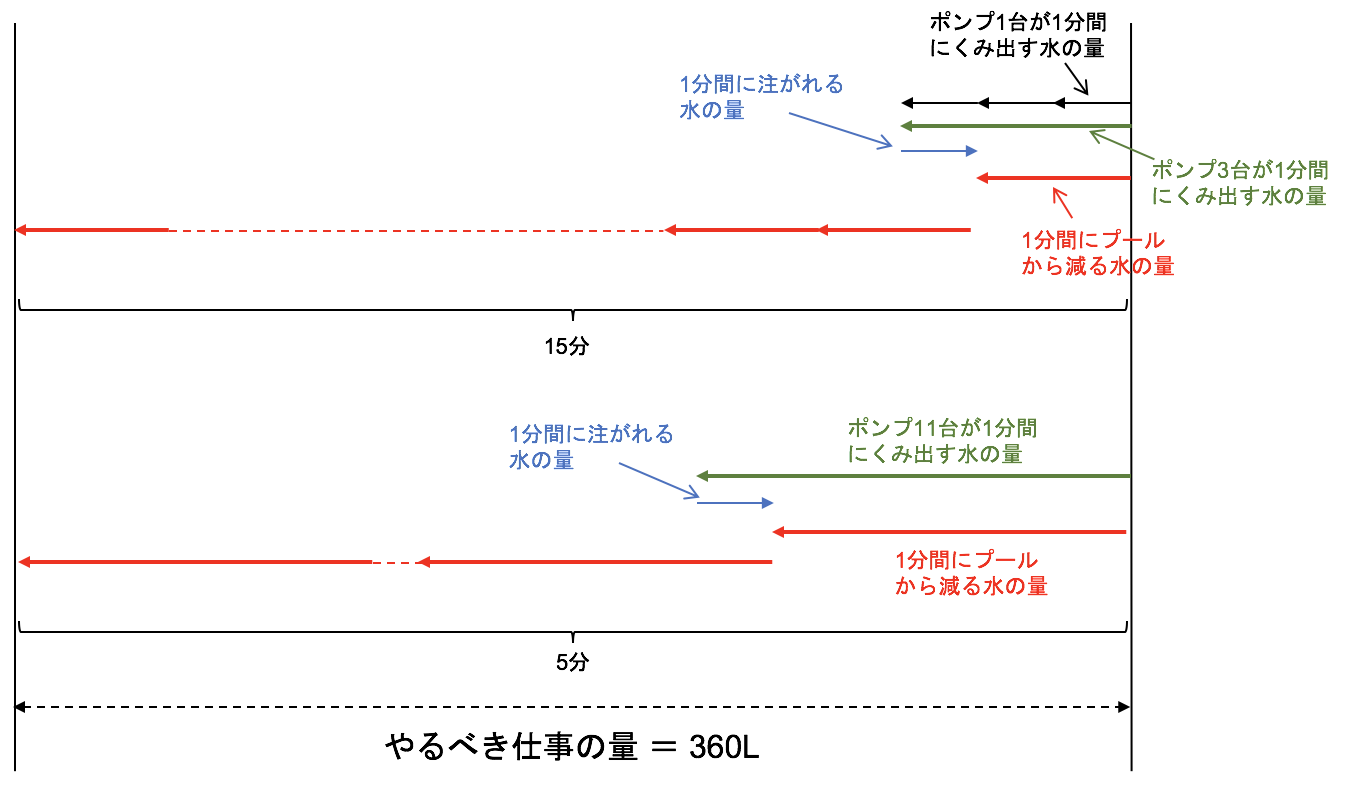 ポンプ1台が1分間
にくみ出す水の量
1分間に注がれる
水の量
ポンプ3台が1分間
にくみ出す水の量
1分間にプール
から減る水の量
15分
1分間に注がれる
水の量
ポンプ11台が1分間
にくみ出す水の量
1分間にプール
から減る水の量
5分
やるべき仕事の量 ＝ 360L